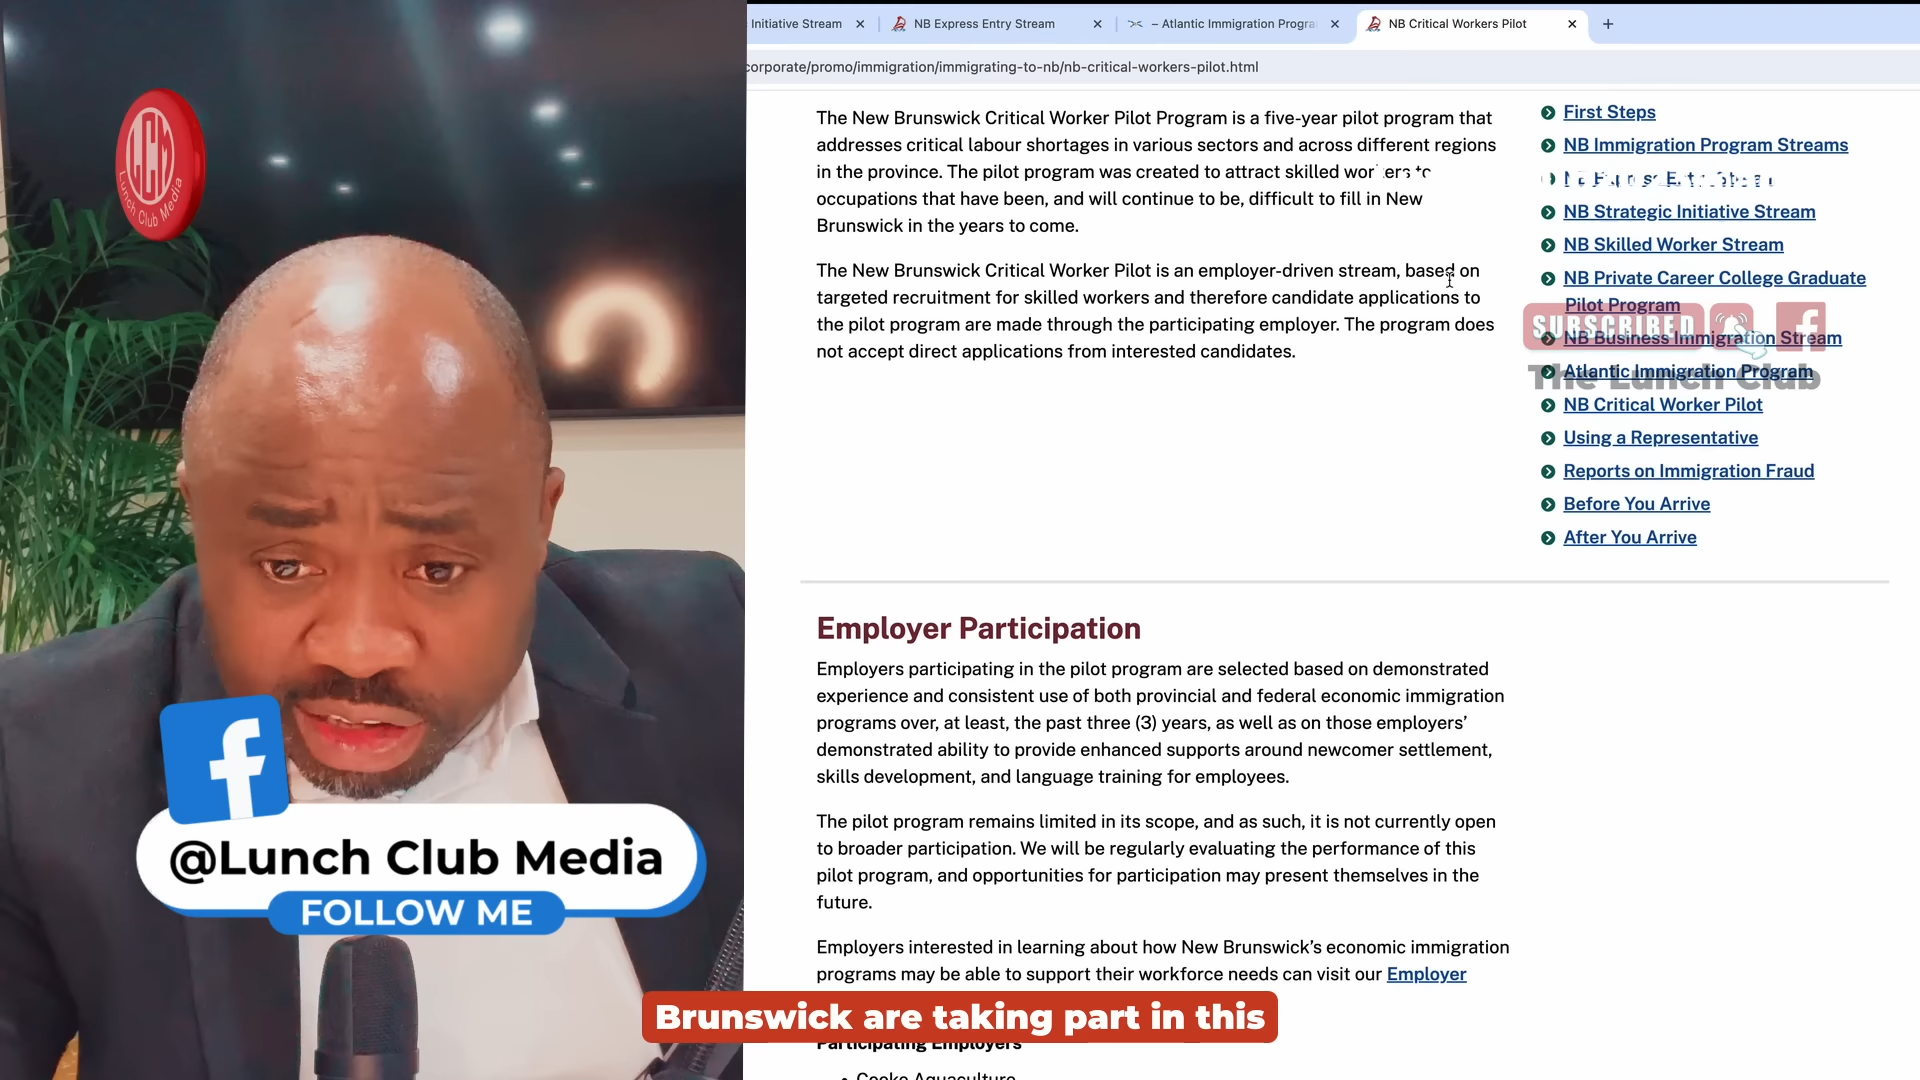 Initiative Stream
NB Express Entry Stream
– Atlantic Immigration Progra
NB Critical Workers Pilot
corporate/promo/immigration/immigrating-to-nb/nb-critical-workers-pilot.html
LCM
Lunch Club Media
The New Brunswick Critical Worker Pilot Program is a five-year pilot program that
addresses critical labour shortages in various sectors and across different regions
in the province. The pilot program was created to attract skilled workers to
occupations that have been, and will continue to be, difficult to fill in New
Brunswick in the years to come.
The New Brunswick Critical Worker Pilot is an employer-driven stream, based on
targeted recruitment for skilled workers and therefore candidate applications to
the pilot program are made through the participating employer. The program does
not accept direct applications from interested candidates.
First Steps
NB Immigration Program Streams
NB Express Entry Stream
NB Strategic Initiative Stream
NB Skilled Worker Stream
NB Private Career College Graduate
Pilot Program
NB Business Immigration Stream
Atlantic Immigration Program
NB Critical Worker Pilot
Using a Representative
Reports on Immigration Fraud
Before You Arrive
After You Arrive
SUBSCRIBED
The Lunch Club
Employer Participation
Employers participating in the pilot program are selected based on demonstrated
experience and consistent use of both provincial and federal economic immigration
programs over, at least, the past three (3) years, as well as on those employers’
demonstrated ability to provide enhanced supports around newcomer settlement,
skills development, and language training for employees.
The pilot program remains limited in its scope, and as such, it is not currently open
to broader participation. We will be regularly evaluating the performance of this
pilot program, and opportunities for participation may present themselves in the
future.
Employers interested in learning about how New Brunswick’s economic immigration
programs may be able to support their workforce needs can visit our Employer
Participating Employers
Cooke Aquaculture
@Lunch Club Media
FOLLOW ME
Brunswick are taking part in this